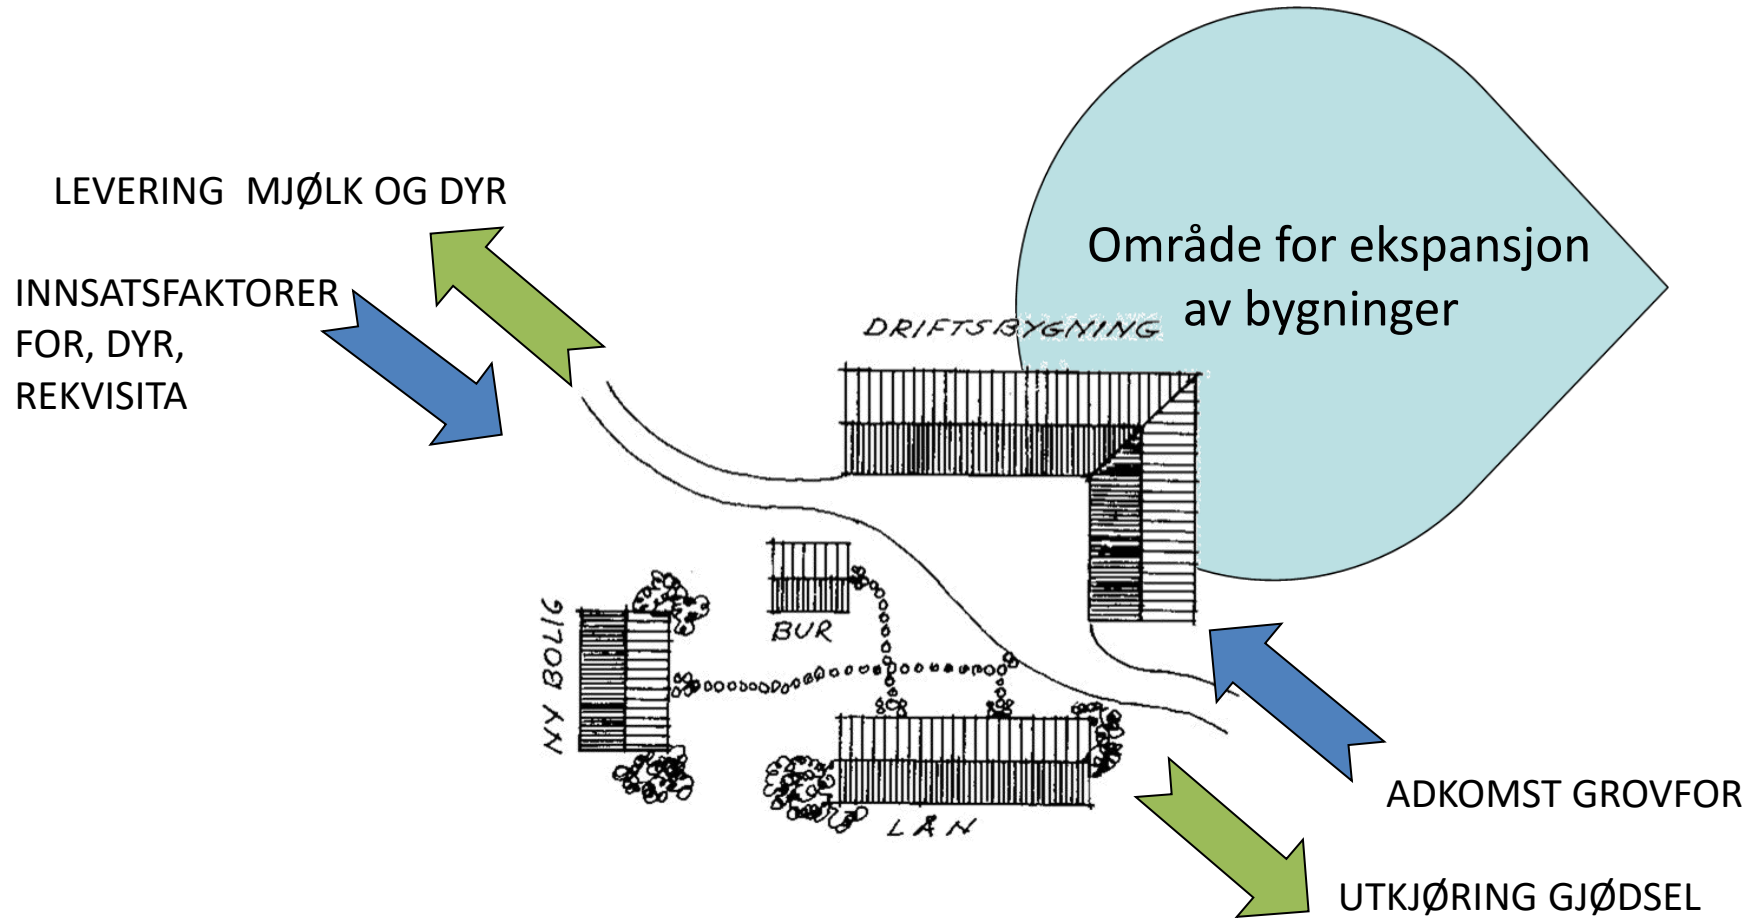 LEVERING  MJØLK OG DYR
INNSATSFAKTORER
FOR, DYR,
REKVISITA
Område for ekspansjon
av bygninger
DRIFTSBYGNING
BUR
NY BOLIG
LÅN
ADKOMST GROVFOR
UTKJØRING GJØDSEL